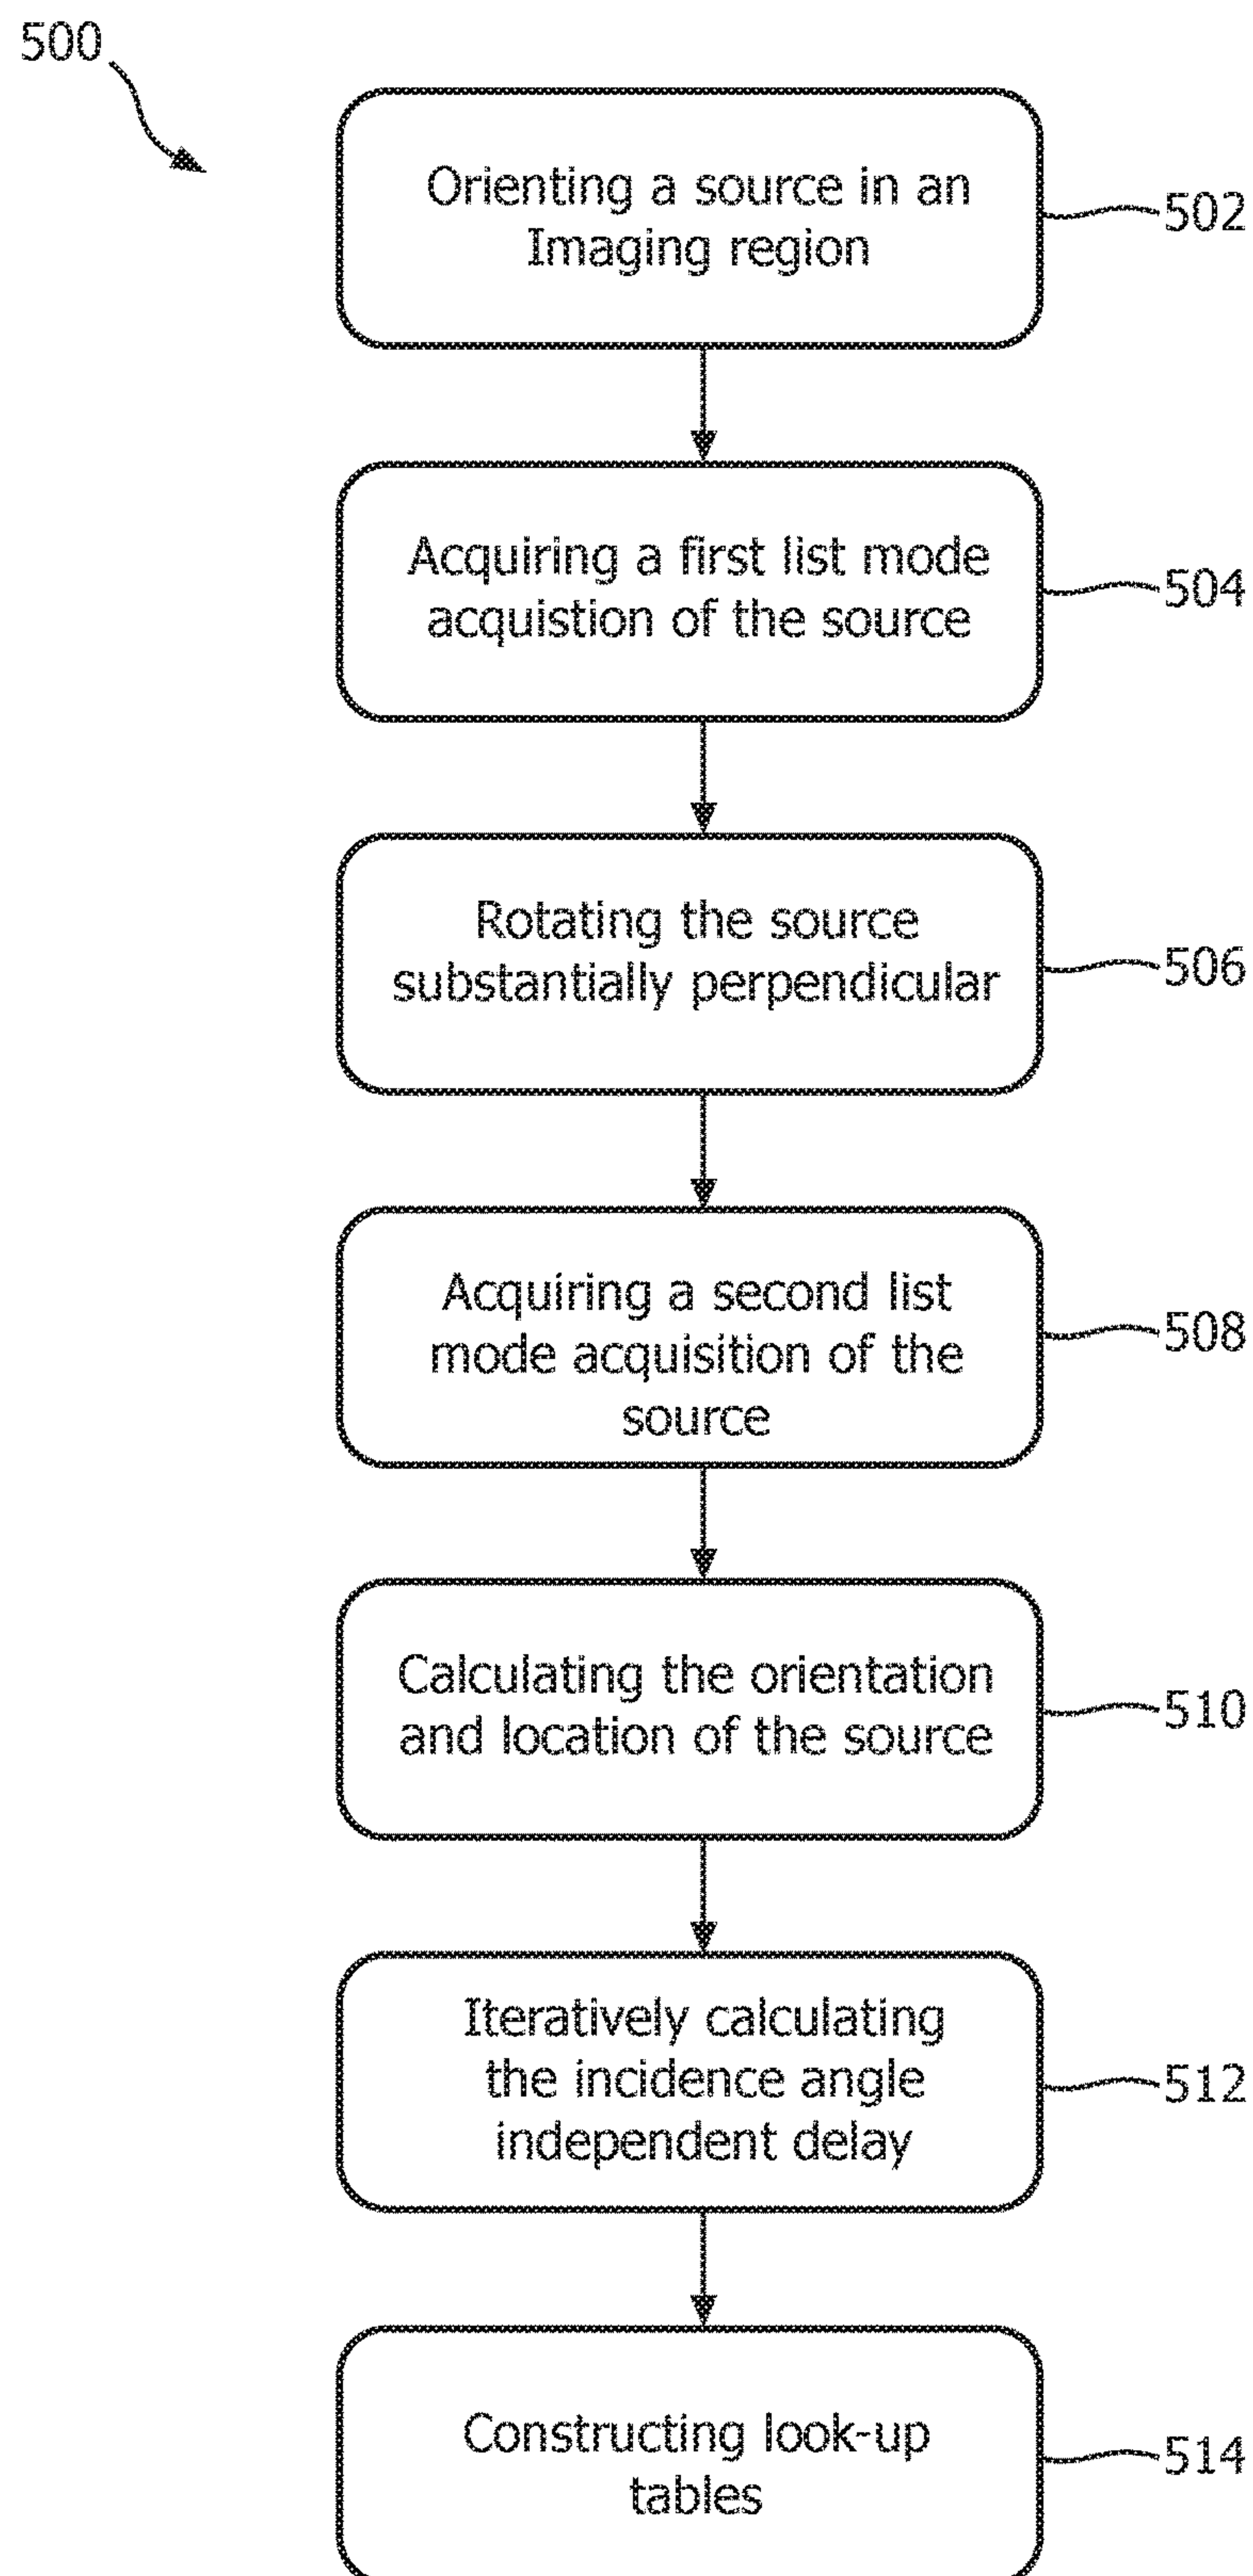 500
Orienting a source in an
Imaging region
502
Acquiring a first list mode
acquistion of the source
504
Rotating the source
substantially perpendicular
506
Acquiring a second list
mode acquisition of the
source
508
Calculating the orientation
and location of the source
510
Iteratively calculating
the incidence angle
independent delay
512
Constructing look-up
tables
514